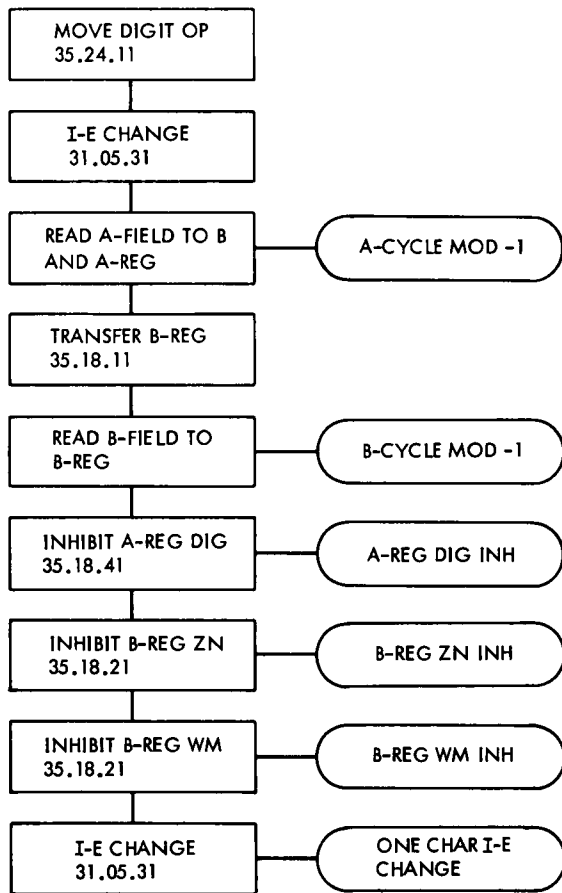 MOVE DIGIT OP
35.24.11
I-E CHANGE
31.05.31
READ A-FIELD TO B
AND A-REG
A-CYCLE MOD -1
TRANSFER B-REG
35.18.11
READ B-FIELD TO
B-REG
B-CYCLE MOD -1
INHIBIT A-REG DIG
35.18.41
A-REG DIG INH
INHIBIT B-REG ZN
35.18.21
B-REG ZN INH
INHIBIT B-REG WM
35.18.21
B-REG WM INH
I-E CHANGE
31.05.31
ONE CHAR I-E
CHANGE